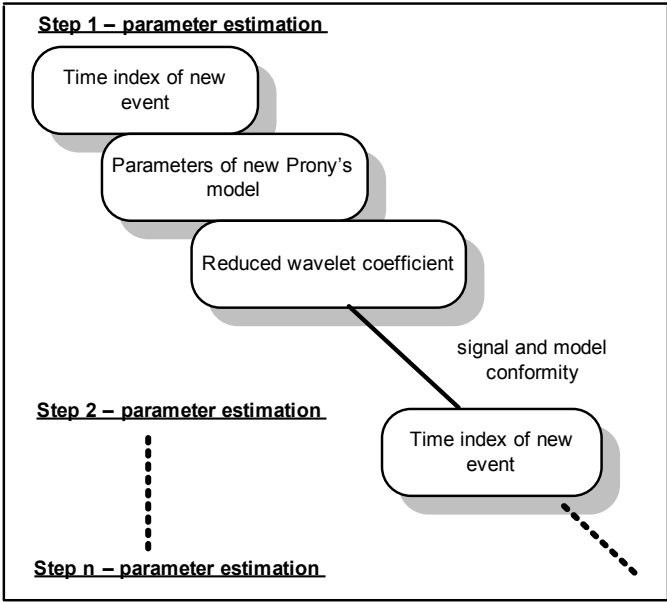 Step 1 – parameter estimation
Time index of new
event
Parameters of new Prony's
model
Reduced wavelet coefficient
signal and model
conformity
Step 2 – parameter estimation
Time index of new
event
Step n – parameter estimation